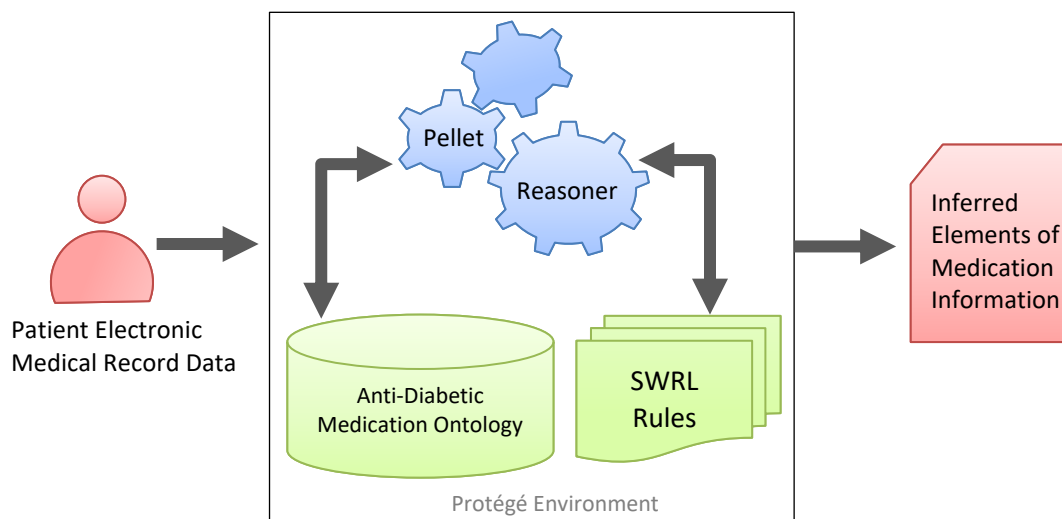 Pellet
Reasoner
Patient Electronic
Medical Record Data
Anti-Diabetic
Medication Ontology
SWRL
Rules
Protégé Environment
Inferred
Elements of
Medication
Information